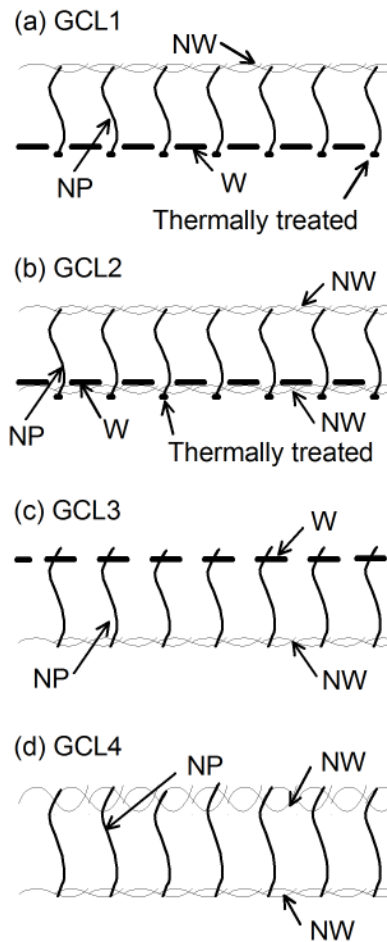 (a) GCL1
NW
NP
W
Thermally treated
(b) GCL2
NW
NP
W
NW
Thermally treated
(c) GCL3
W
NP
NW
(d) GCL4
NP
NW
NW